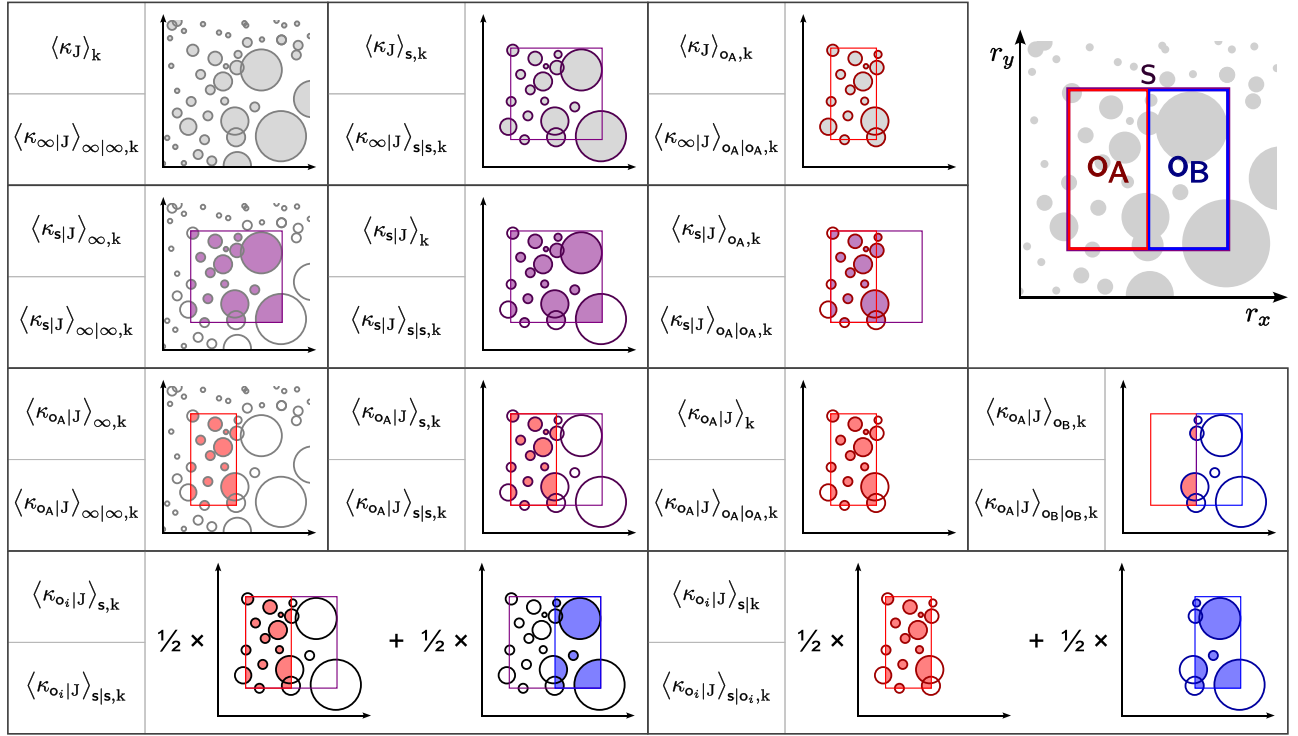 ⟨κ_J⟩_k
⟨κ_{∞|J}⟩_{∞|∞,k}
⟨κ_J⟩_{s,k}
⟨κ_{∞|J}⟩_{s|s,k}
⟨κ_J⟩_{o_A,k}
⟨κ_{∞|J}⟩_{o_A|o_A,k}
r_y
s
o_A
o_B
r_x
⟨κ_{s|J}⟩_{∞,k}
⟨κ_{s|J}⟩_{∞|∞,k}
⟨κ_{s|J}⟩_k
⟨κ_{s|J}⟩_{s|s,k}
⟨κ_{s|J}⟩_{o_A,k}
⟨κ_{s|J}⟩_{o_A|o_A,k}
⟨κ_{o_A|J}⟩_{∞,k}
⟨κ_{o_A|J}⟩_{∞|∞,k}
⟨κ_{o_A|J}⟩_{s,k}
⟨κ_{o_A|J}⟩_{s|s,k}
⟨κ_{o_A|J}⟩_k
⟨κ_{o_A|J}⟩_{o_A|o_A,k}
⟨κ_{o_A|J}⟩_{o_B,k}
⟨κ_{o_A|J}⟩_{o_B|o_B,k}
⟨κ_{o_i|J}⟩_{s,k}
⟨κ_{o_i|J}⟩_{s|s,k}
½ × + ½ ×
⟨κ_{o_i|J}⟩_{s|k}
⟨κ_{o_i|J}⟩_{s|o_i,k}
½ × + ½ ×